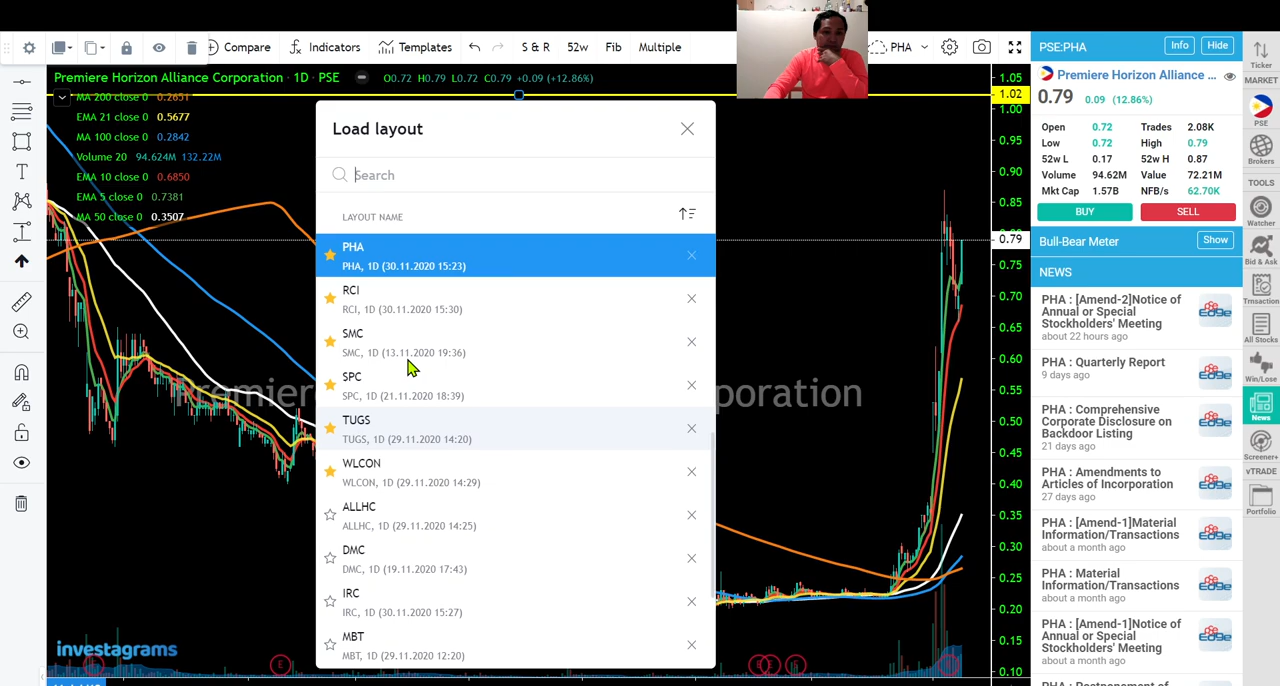 Compare
Indicators
Templates
S & R
52w
Fib
Multiple
PHA
Premiere Horizon Alliance Corporation · 1D · PSE
O0.72 H0.79 L0.72 C0.79 +0.09 (+12.86%)
MA 200 close 0 0.2651
EMA 21 close 0 0.5677
MA 100 close 0 0.2842
Volume 20 94.624M 132.22M
EMA 10 close 0 0.6850
EMA 5 close 0 0.7381
MA 50 close 0 0.3507
Load layout
Search
LAYOUT NAME
PHA
PHA, 1D (30.11.2020 15:23)
RCI
RCI, 1D (30.11.2020 15:30)
SMC
SMC, 1D (13.11.2020 19:36)
SPC
SPC, 1D (21.11.2020 18:39)
TUGS
TUGS, 1D (29.11.2020 14:20)
WLCON
WLCON, 1D (29.11.2020 14:29)
ALLHC
ALLHC, 1D (29.11.2020 14:25)
DMC
DMC, 1D (19.11.2020 17:43)
IRC
IRC, 1D (30.11.2020 15:27)
MBT
MBT, 1D (29.11.2020 12:20)
investagrams
1.05
1.02
1.00
0.95
0.90
0.85
0.79
0.75
0.70
0.65
0.60
0.55
0.50
0.45
0.40
0.35
0.30
0.25
0.20
0.15
0.10
PSE:PHA
Info
Hide
Premiere Horizon Alliance ...
0.79 0.09 (12.86%)
Open 0.72 Trades 2.08K
Low 0.72 High 0.79
52w L 0.17 52w H 0.87
Volume 94.62M Value 72.21M
Mkt Cap 1.57B NFB/s 62.70K
BUY
SELL
Bull-Bear Meter
Show
NEWS
PHA : [Amend-2]Notice of
Annual or Special
Stockholders' Meeting
about 22 hours ago
PHA : Quarterly Report
9 days ago
PHA : Comprehensive
Corporate Disclosure on
Backdoor Listing
21 days ago
PHA : Amendments to
Articles of Incorporation
27 days ago
PHA : [Amend-1]Material
Information/Transactions
about a month ago
PHA : Material
Information/Transactions
about a month ago
PHA : [Amend-1]Notice of
Annual or Special
Stockholders' Meeting
about a month ago
Ticker
MARKET
PSE
Brokers
TOOLS
Watcher
Bid & Ask
Trnsaction
All Stocks
Win/Lose
News
Screener+
vTRADE
Portfolio